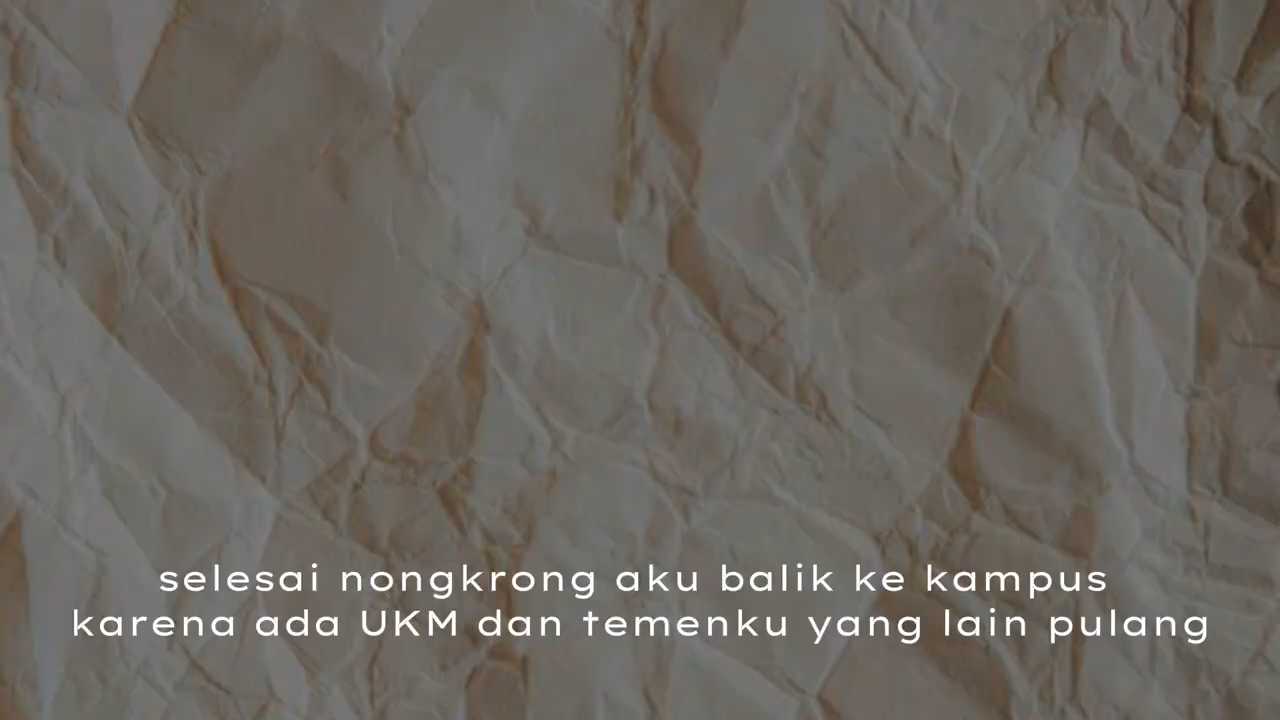 selesai nongkrong aku balik ke kampus
karena ada UKM dan temenku yang lain pulang